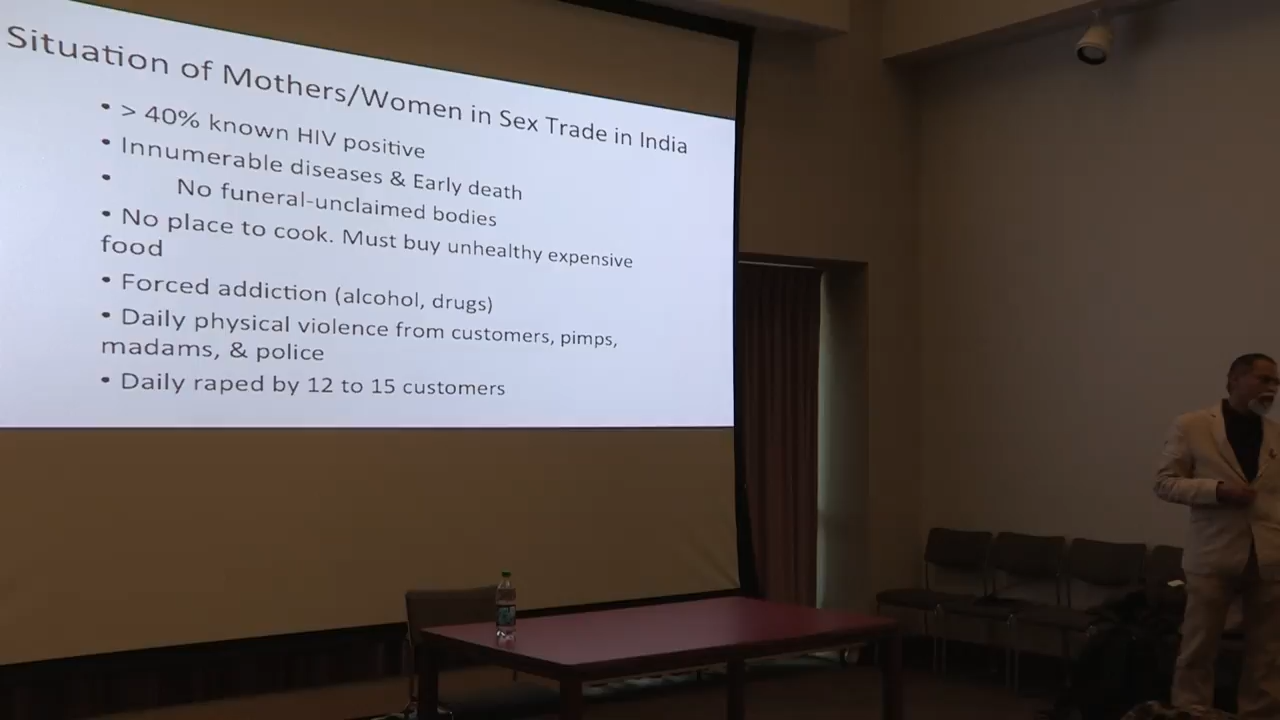 Situation of Mothers/Women in Sex Trade in India
• > 40% known HIV positive
• Innumerable diseases & Early death
• No funeral-unclaimed bodies
• No place to cook. Must buy unhealthy expensive
food
• Forced addiction (alcohol, drugs)
• Daily physical violence from customers, pimps,
madams, & police
• Daily raped by 12 to 15 customers